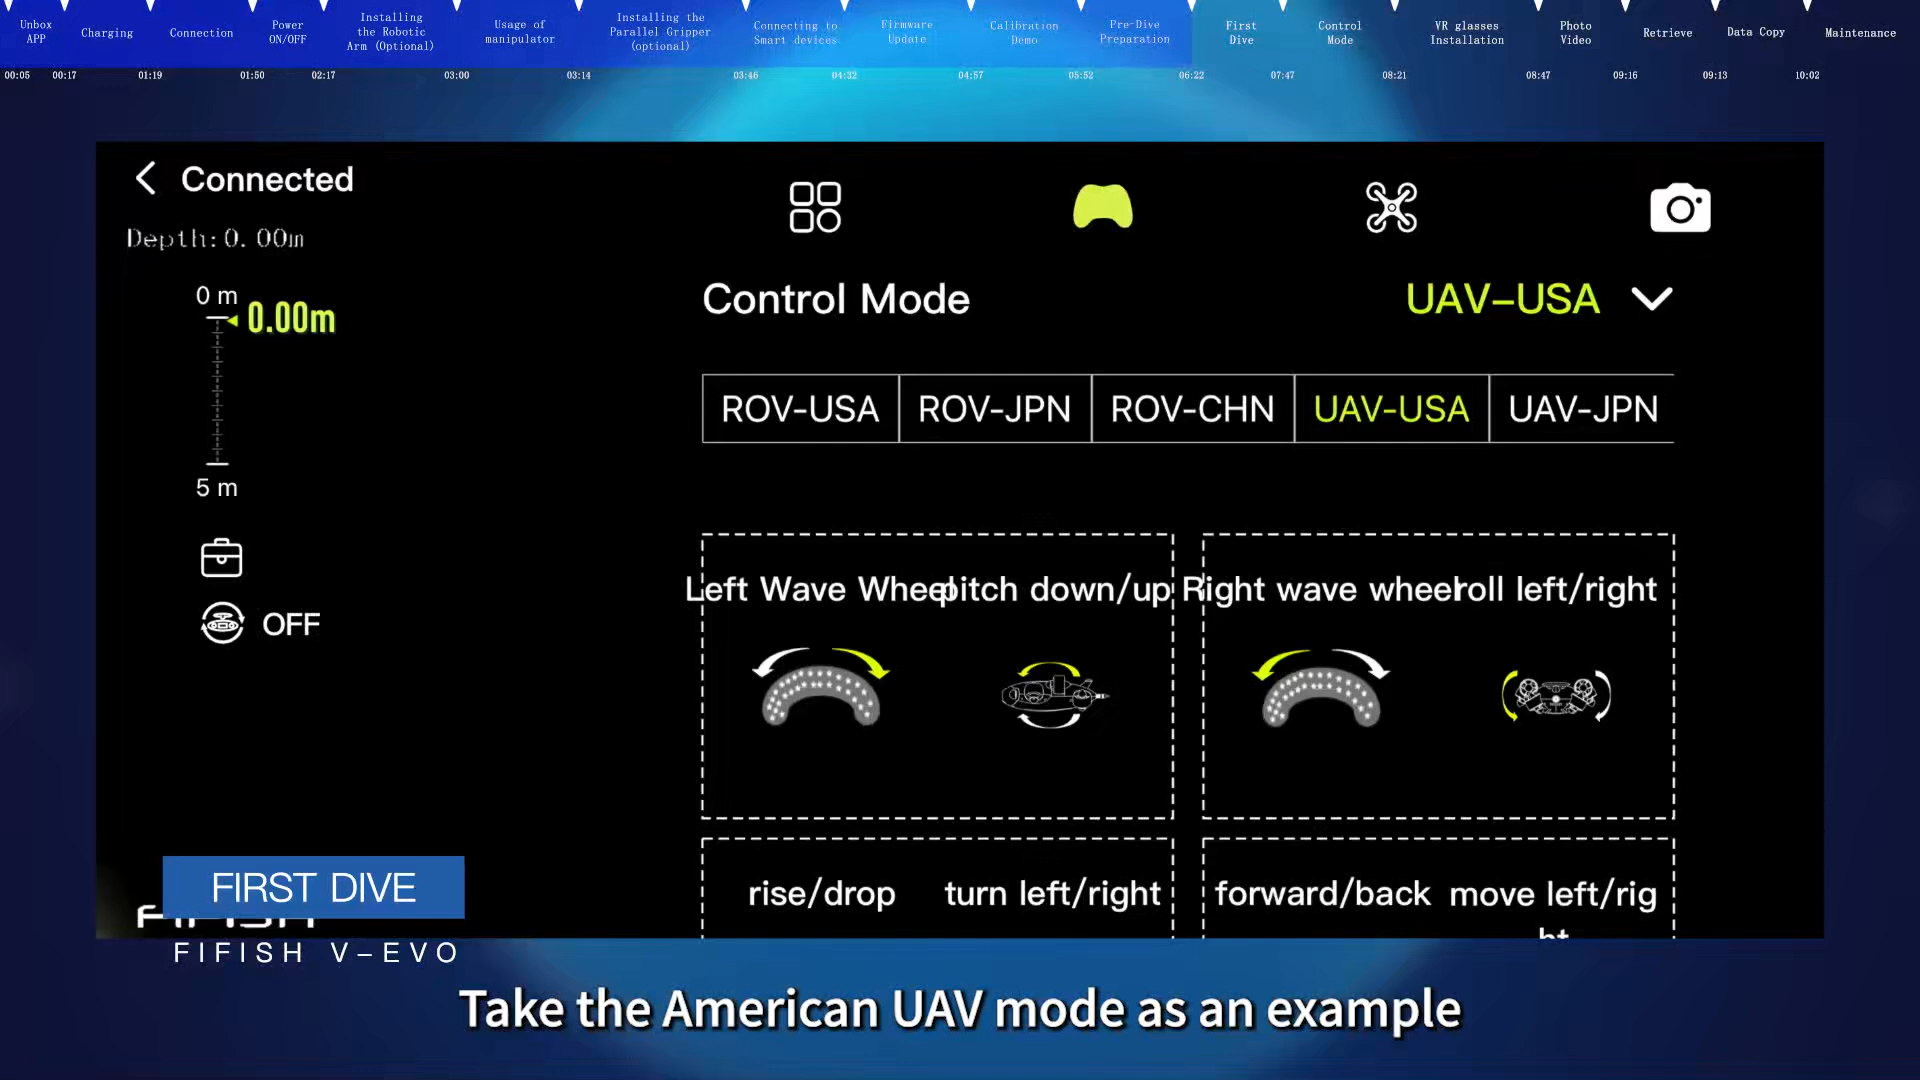 Unbox
APP
Charging
Connection
Power
ON/OFF
Installing
the Robotic
Arm (Optional)
Usage of
manipulator
Installing the
Parallel Gripper
(optional)
Connecting to
Smart devices
Firmware
Update
Calibration
Demo
Pre-Dive
Preparation
First
Dive
Control
Mode
VR glasses
Installation
Photo
Video
Retrieve
Data Copy
Maintenance
00:05 00:17 01:19 01:50 02:17 03:00 03:14 03:46 04:32 04:57 05:52 06:22 07:47 08:21 08:47 09:16 09:13 10:02
Connected
Depth:0.00m
0 m
0.00m
5 m
OFF
Control Mode UAV-USA
ROV-USA ROV-JPN ROV-CHN UAV-USA UAV-JPN
Left Wave Wheel pitch down/up Right wave wheel roll left/right
rise/drop turn left/right forward/back move left/rig
ht
FIRST DIVE
FIFISH
FIFISH V-EVO
Take the American UAV mode as an example